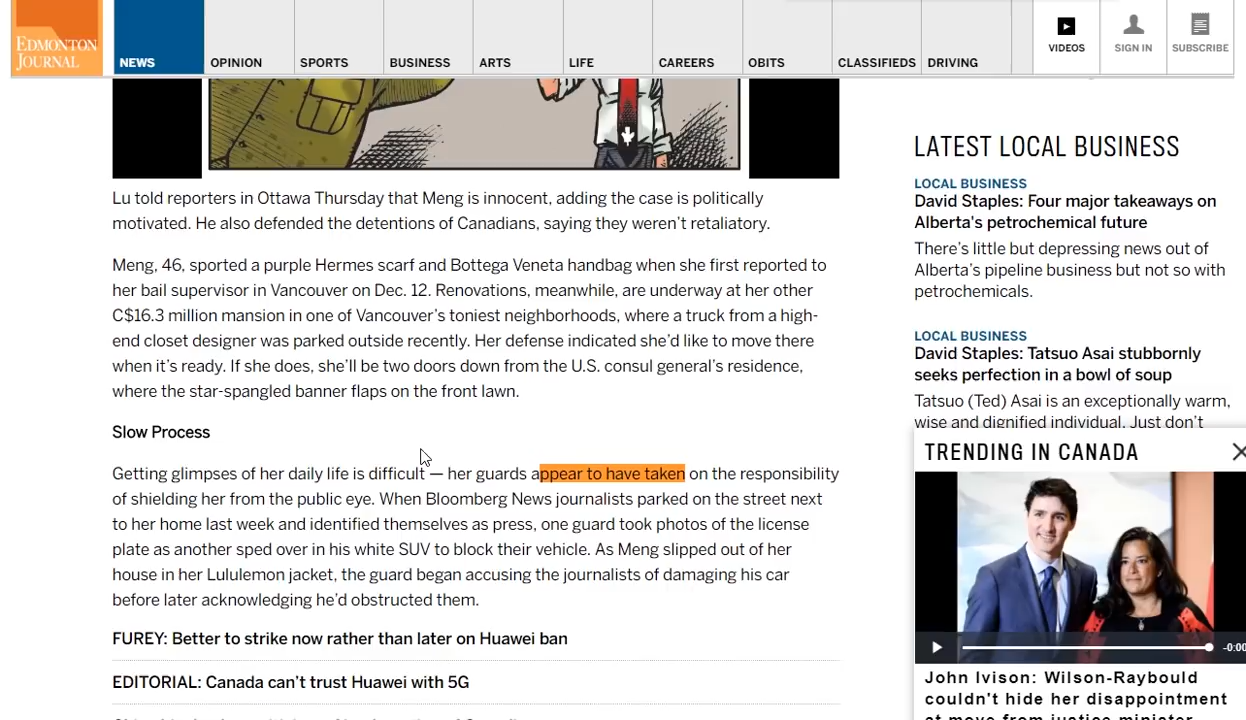 EDMONTON
JOURNAL
NEWS
OPINION
SPORTS
BUSINESS
ARTS
LIFE
CAREERS
OBITS
CLASSIFIEDS
DRIVING
VIDEOS
SIGN IN
SUBSCRIBE
Lu told reporters in Ottawa Thursday that Meng is innocent, adding the case is politically
motivated. He also defended the detentions of Canadians, saying they weren’t retaliatory.
Meng, 46, sported a purple Hermes scarf and Bottega Veneta handbag when she first reported to
her bail supervisor in Vancouver on Dec. 12. Renovations, meanwhile, are underway at her other
C$16.3 million mansion in one of Vancouver’s toniest neighborhoods, where a truck from a high-
end closet designer was parked outside recently. Her defense indicated she’d like to move there
when it’s ready. If she does, she’ll be two doors down from the U.S. consul general’s residence,
where the star-spangled banner flaps on the front lawn.
Slow Process
Getting glimpses of her daily life is difficult — her guards appear to have taken on the responsibility
of shielding her from the public eye. When Bloomberg News journalists parked on the street next
to her home last week and identified themselves as press, one guard took photos of the license
plate as another sped over in his white SUV to block their vehicle. As Meng slipped out of her
house in her Lululemon jacket, the guard began accusing the journalists of damaging his car
before later acknowledging he’d obstructed them.
FUREY: Better to strike now rather than later on Huawei ban
EDITORIAL: Canada can’t trust Huawei with 5G
LATEST LOCAL BUSINESS
LOCAL BUSINESS
David Staples: Four major takeaways on
Alberta's petrochemical future
There’s little but depressing news out of
Alberta’s pipeline business but not so with
petrochemicals.
LOCAL BUSINESS
David Staples: Tatsuo Asai stubbornly
seeks perfection in a bowl of soup
Tatsuo (Ted) Asai is an exceptionally warm,
wise and dignified individual. Just don’t
TRENDING IN CANADA
-0:00
John Ivison: Wilson-Raybould
couldn't hide her disappointment
at move from justice minister